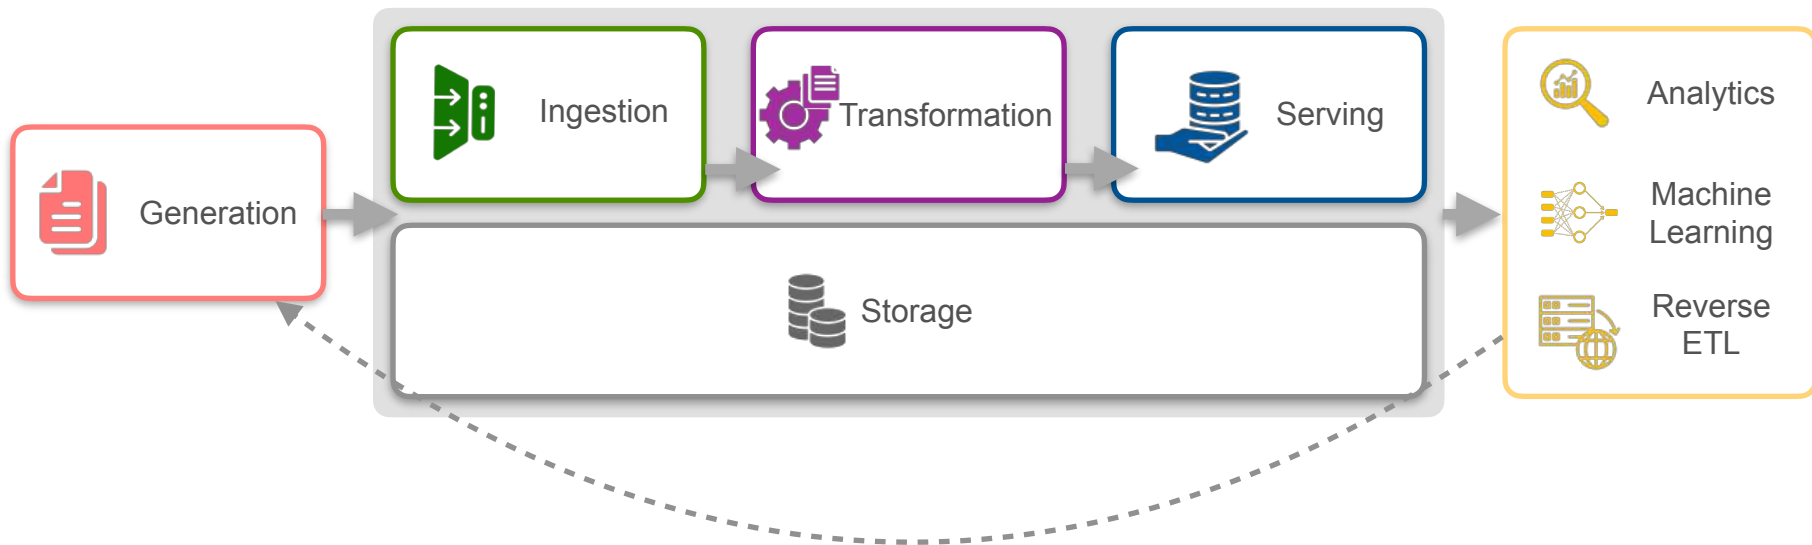 Generation
Ingestion
Transformation
Serving
Storage
Analytics
Machine
Learning
Reverse
ETL